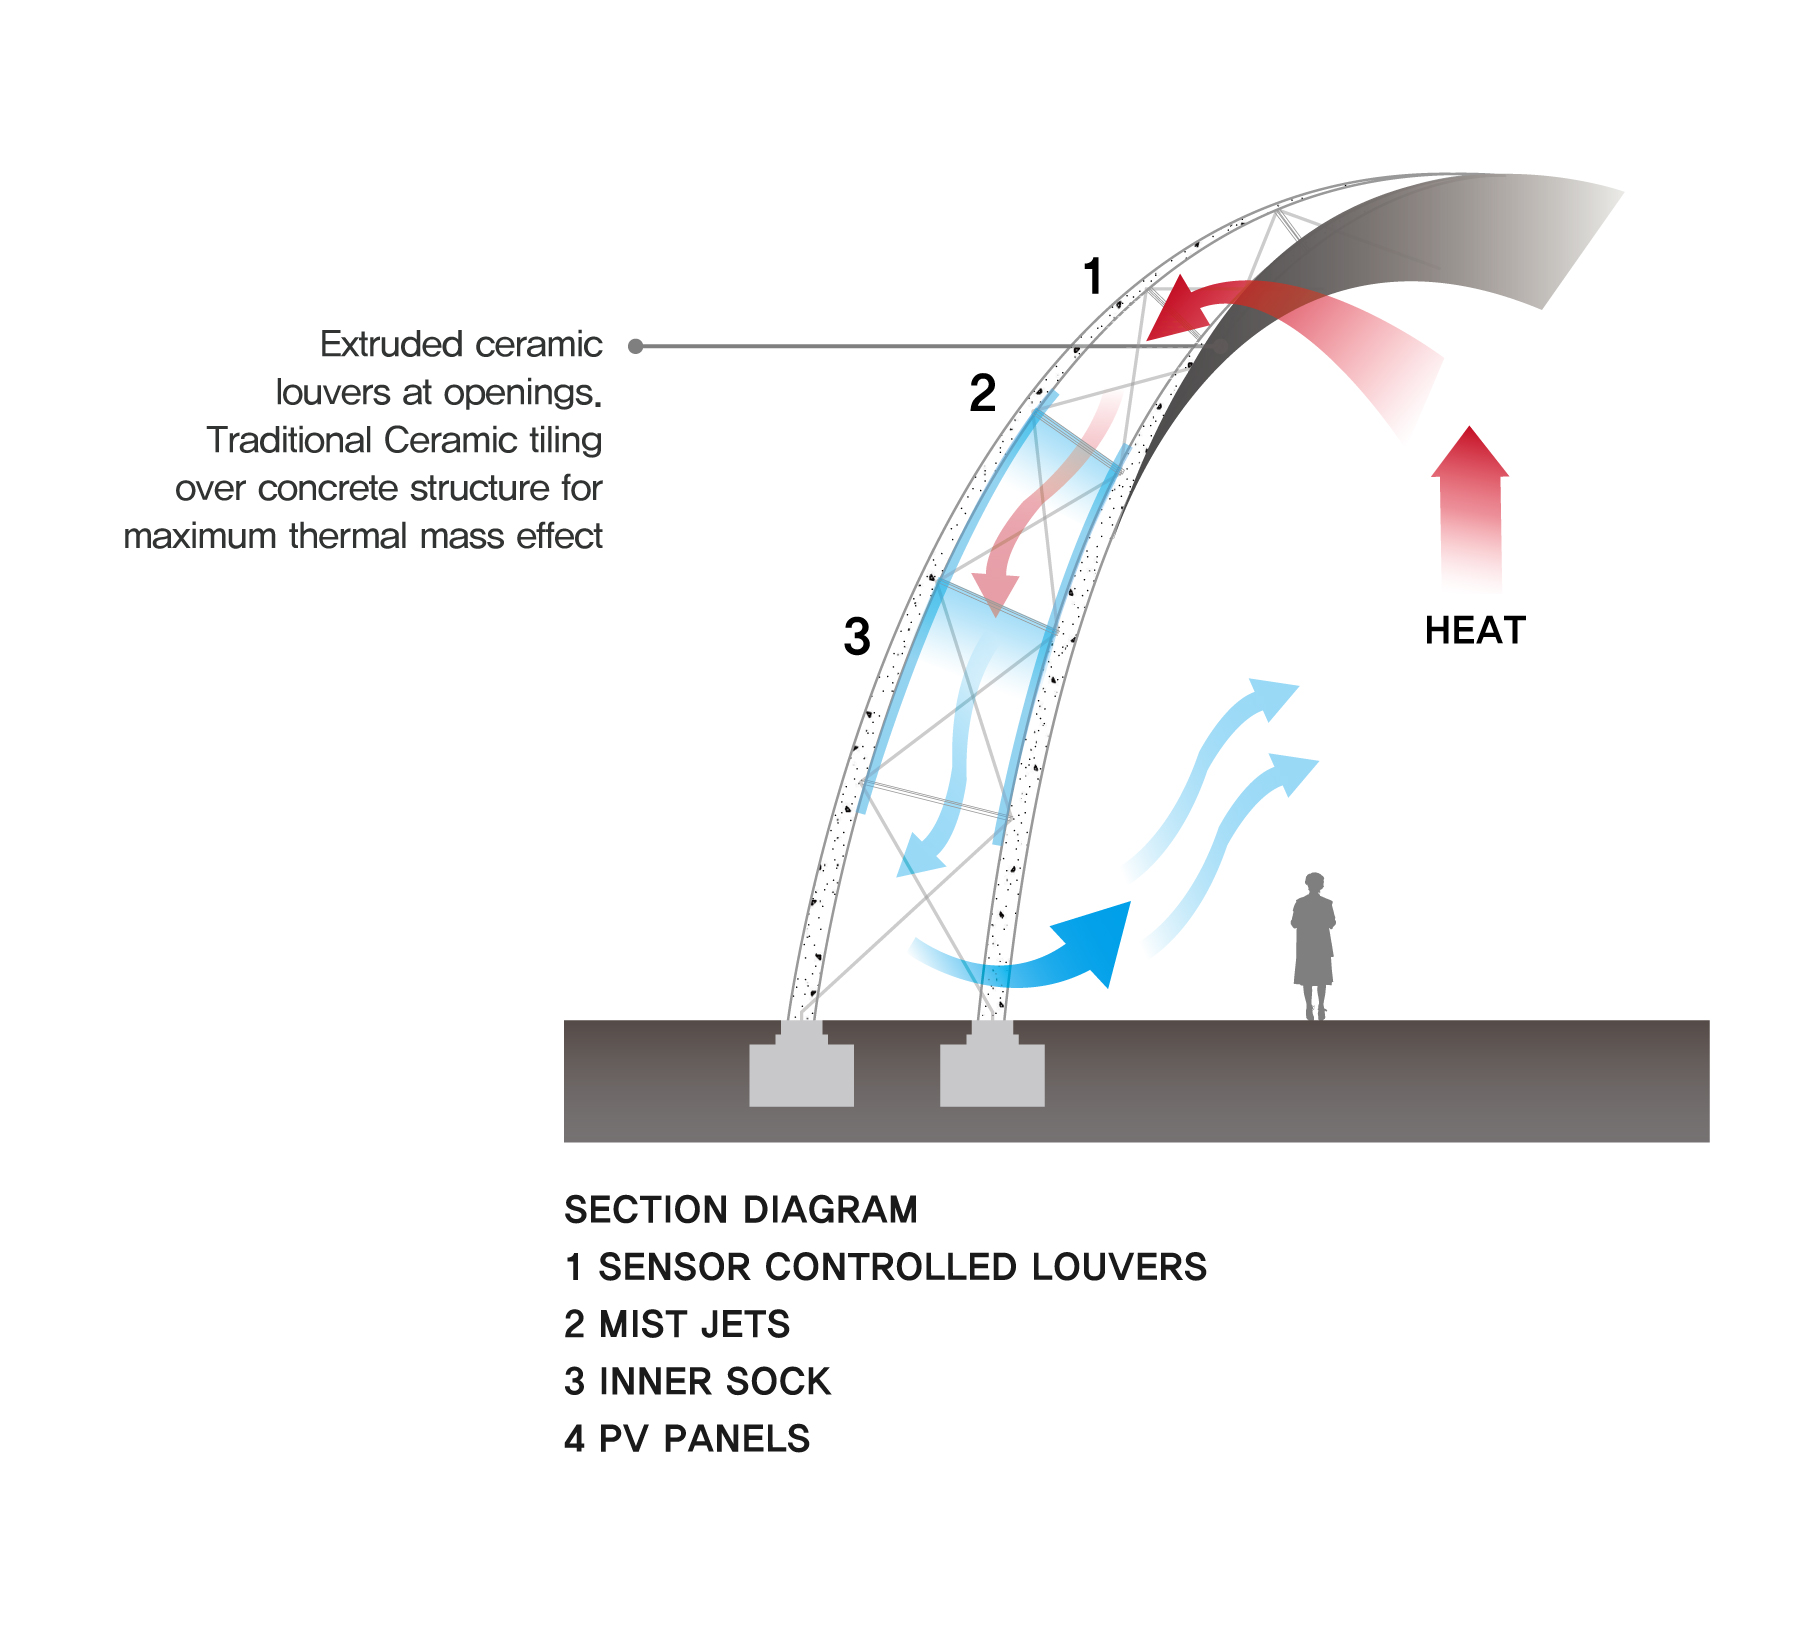 1
Extruded ceramic
louvers at openings.
Traditional Ceramic tiling
over concrete structure for
maximum thermal mass effect
2
3
HEAT
SECTION DIAGRAM
1 SENSOR CONTROLLED LOUVERS
2 MIST JETS
3 INNER SOCK
4 PV PANELS